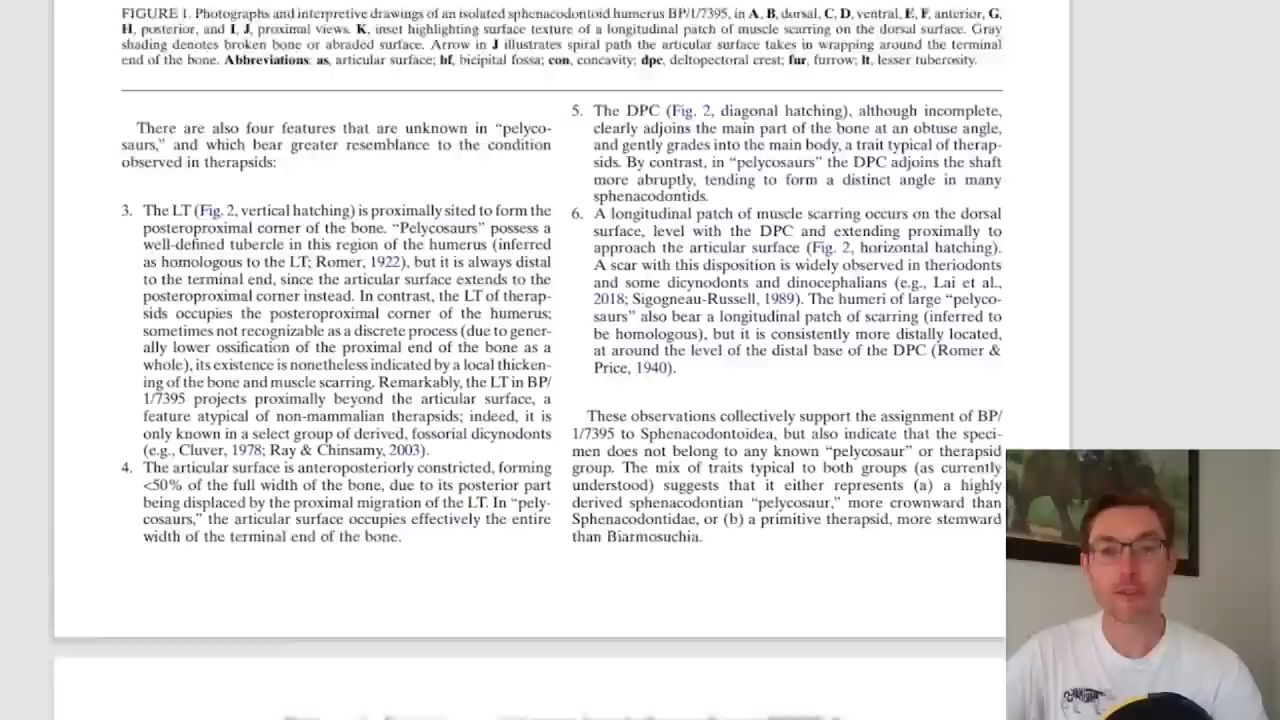 FIGURE 1. Photographs and interpretive drawings of an isolated sphenacodontoid humerus BP/1/7395, in A, B, dorsal, C, D, ventral, E, F, anterior, G,
H, posterior, and I, J, proximal views. K, inset highlighting surface texture of a longitudinal patch of muscle scarring on the dorsal surface. Gray
shading denotes broken bone or abraded surface. Arrow in J illustrates spiral path the articular surface takes in wrapping around the terminal
end of the bone. Abbreviations: as, articular surface; bf, bicipital fossa; con, concavity; dpc, deltopectoral crest; fur, furrow; lt, lesser tuberosity.
There are also four features that are unknown in “pelyco-
saurs,” and which bear greater resemblance to the condition
observed in therapsids:
3. The LT (Fig. 2, vertical hatching) is proximally sited to form the
posteroproximal corner of the bone. “Pelycosaurs” possess a
well-defined tubercle in this region of the humerus (inferred
as homologous to the LT; Romer, 1922), but it is always distal
to the terminal end, since the articular surface extends to the
posteroproximal corner instead. In contrast, the LT of therap-
sids occupies the posteroproximal corner of the humerus;
sometimes not recognizable as a discrete process (due to gener-
ally lower ossification of the proximal end of the bone as a
whole), its existence is nonetheless indicated by a local thicken-
ing of the bone and muscle scarring. Remarkably, the LT in BP/
1/7395 projects proximally beyond the articular surface, a
feature atypical of non-mammalian therapsids; indeed, it is
only known in a select group of derived, fossorial dicynodonts
(e.g., Cluver, 1978; Ray & Chinsamy, 2003).
4. The articular surface is anteroposteriorly constricted, forming
<50% of the full width of the bone, due to its posterior part
being displaced by the proximal migration of the LT. In “pely-
cosaurs,” the articular surface occupies effectively the entire
width of the terminal end of the bone.
5. The DPC (Fig. 2, diagonal hatching), although incomplete,
clearly adjoins the main part of the bone at an obtuse angle,
and gently grades into the main body, a trait typical of therap-
sids. By contrast, in “pelycosaurs” the DPC adjoins the shaft
more abruptly, tending to form a distinct angle in many
sphenacodontids.
6. A longitudinal patch of muscle scarring occurs on the dorsal
surface, level with the DPC and extending proximally to
approach the articular surface (Fig. 2, horizontal hatching).
A scar with this disposition is widely observed in theriodonts
and some dicynodonts and dinocephalians (e.g., Lai et al.,
2018; Sigogneau-Russell, 1989). The humeri of large “pelyco-
saurs” also bear a longitudinal patch of scarring (inferred to
be homologous), but it is consistently more distally located,
at around the level of the distal base of the DPC (Romer &
Price, 1940).
These observations collectively support the assignment of BP/
1/7395 to Sphenacodontoidea, but also indicate that the speci-
men does not belong to any known “pelycosaur” or therapsid
group. The mix of traits typical to both groups (as currently
understood) suggests that it either represents (a) a highly
derived sphenacodontian “pelycosaur,” more crownward than
Sphenacodontidae, or (b) a primitive therapsid, more stemward
than Biarmosuchia.